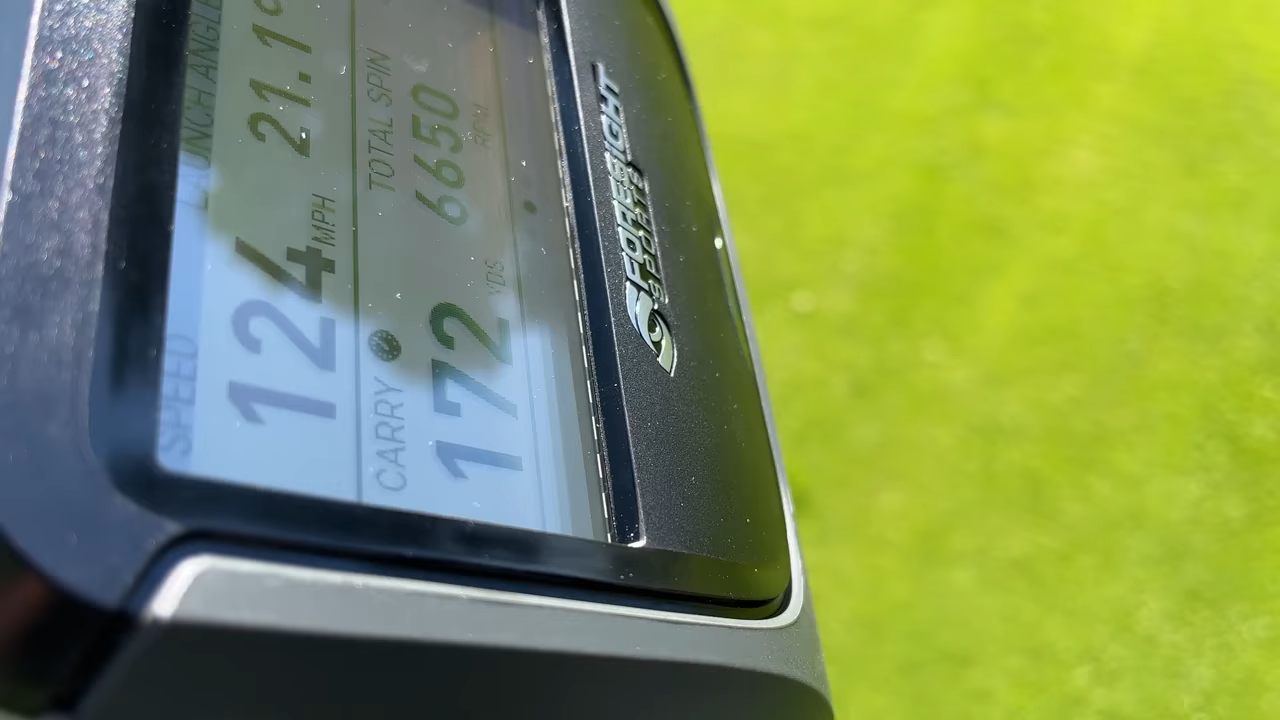 SPEED
LAUNCH ANGLE
124 MPH
21.1°
CARRY
TOTAL SPIN
172 YDS
6650 RPM
FORESIGHT
SPORTS